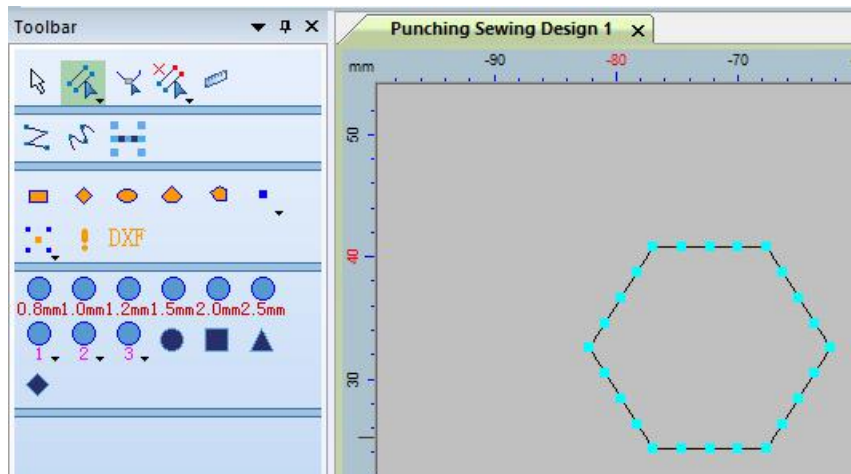 Toolbar
Punching Sewing Design 1
mm
-90
-80
-70
50
40
30
DXF
0.8mm1.0mm1.2mm1.5mm2.0mm2.5mm
1 2 3